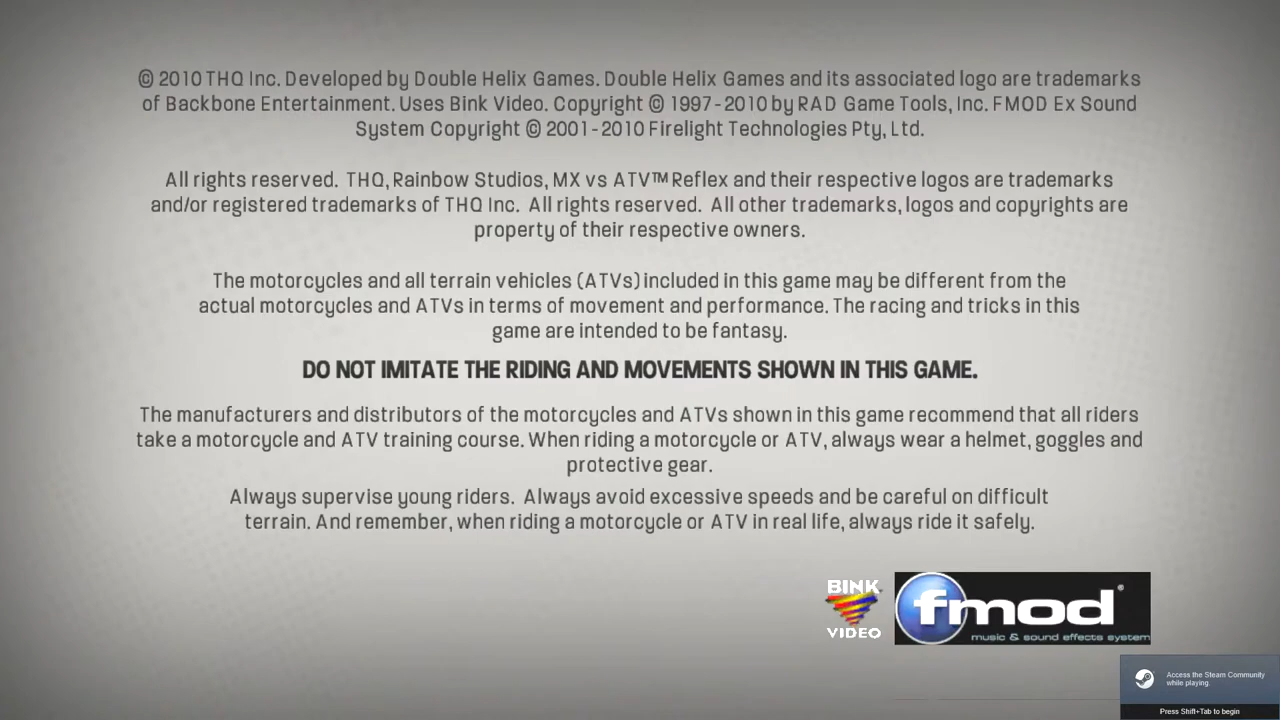 © 2010 THQ Inc. Developed by Double Helix Games. Double Helix Games and its associated logo are trademarks
of Backbone Entertainment. Uses Bink Video. Copyright © 1997-2010 by RAD Game Tools, Inc. FMOD Ex Sound
System Copyright © 2001-2010 Firelight Technologies Pty, Ltd.
All rights reserved. THQ, Rainbow Studios, MX vs ATV™ Reflex and their respective logos are trademarks
and/or registered trademarks of THQ Inc. All rights reserved. All other trademarks, logos and copyrights are
property of their respective owners.
The motorcycles and all terrain vehicles (ATVs) included in this game may be different from the
actual motorcycles and ATVs in terms of movement and performance. The racing and tricks in this
game are intended to be fantasy.
DO NOT IMITATE THE RIDING AND MOVEMENTS SHOWN IN THIS GAME.
The manufacturers and distributors of the motorcycles and ATVs shown in this game recommend that all riders
take a motorcycle and ATV training course. When riding a motorcycle or ATV, always wear a helmet, goggles and
protective gear.
Always supervise young riders. Always avoid excessive speeds and be careful on difficult
terrain. And remember, when riding a motorcycle or ATV in real life, always ride it safely.
BINK
VIDEO
fmod®
music & sound effects system
Access the Steam Community
while playing.
Press Shift+Tab to begin